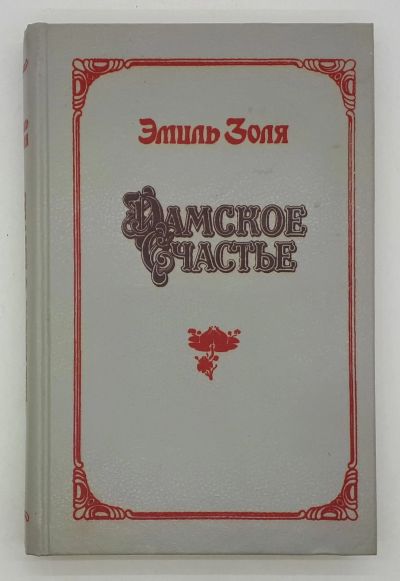 Эмиль Золя
Дамское
Счастье